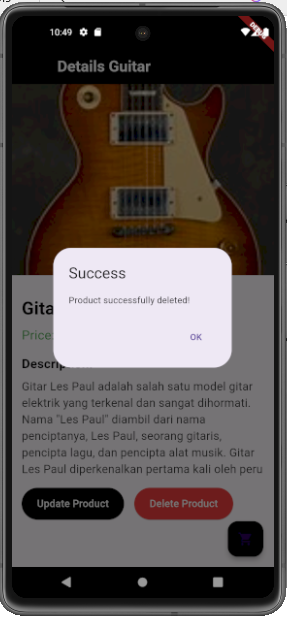 10:49
DEBUG
Details Guitar
Success
Product successfully deleted!
OK
Gita
Price:
Descrip
Gitar Les Paul adalah salah satu model gitar
elektrik yang terkenal dan sangat dihormati.
Nama "Les Paul" diambil dari nama
penciptanya, Les Paul, seorang gitaris,
pencipta lagu, dan pencipta alat musik. Gitar
Les Paul diperkenalkan pertama kali oleh peru
Update Product
Delete Product